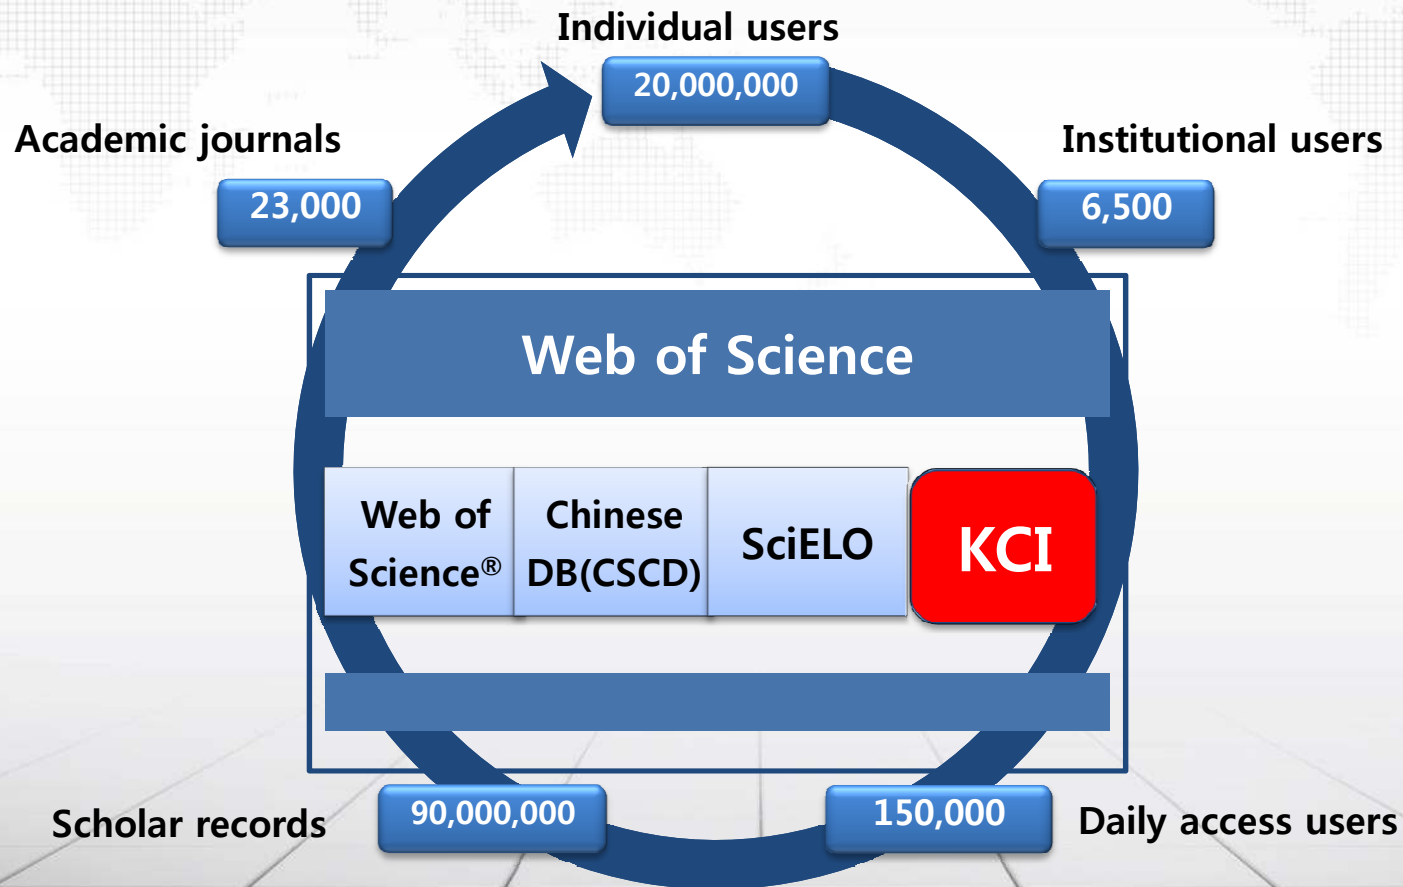 Individual users
20,000,000
Academic journals
23,000
Institutional users
6,500
Web of Science
Web of
Science®
Chinese
DB(CSCD)
SciELO
KCI
Scholar records
90,000,000
150,000
Daily access users